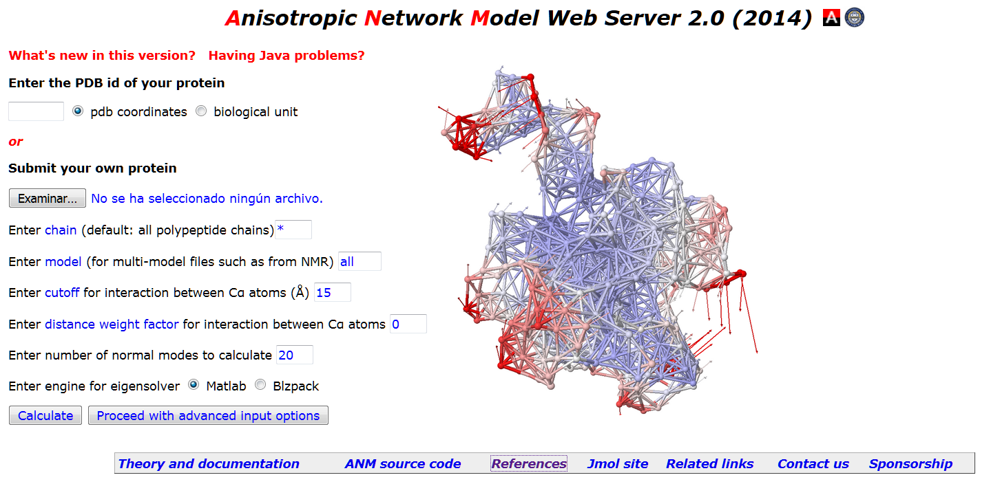 Anisotropic Network Model Web Server 2.0 (2014)
What's new in this version? Having Java problems?
Enter the PDB id of your protein
pdb coordinates biological unit
or
Submit your own protein
Examinar... No se ha seleccionado ningún archivo.
Enter chain (default: all polypeptide chains) *
Enter model (for multi-model files such as from NMR) all
Enter cutoff for interaction between Cα atoms (Å) 15
Enter distance weight factor for interaction between Cα atoms 0
Enter number of normal modes to calculate 20
Enter engine for eigensolver Matlab Blzpack
Calculate Proceed with advanced input options
Theory and documentation ANM source code References Jmol site Related links Contact us Sponsorship